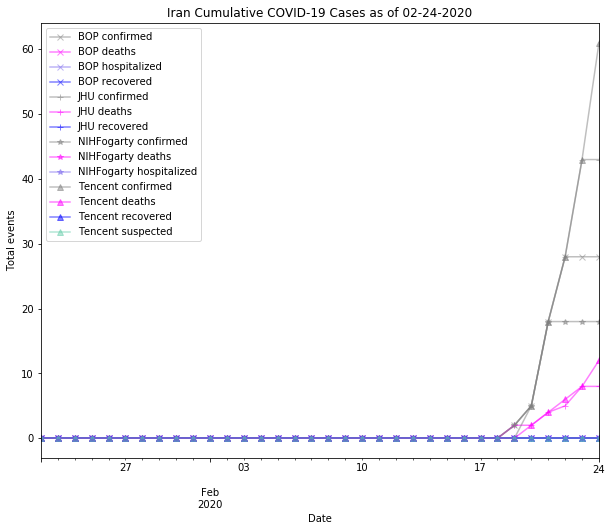 Iran Cumulative COVID-19 Cases as of 02-24-2020
BOP confirmed
BOP deaths
BOP hospitalized
BOP recovered
JHU confirmed
JHU deaths
JHU recovered
NIHFogarty confirmed
NIHFogarty deaths
NIHFogarty hospitalized
Tencent confirmed
Tencent deaths
Tencent recovered
Tencent suspected
Total events
60
50
40
30
20
10
0
27
03
10
17
24
Feb
2020
Date